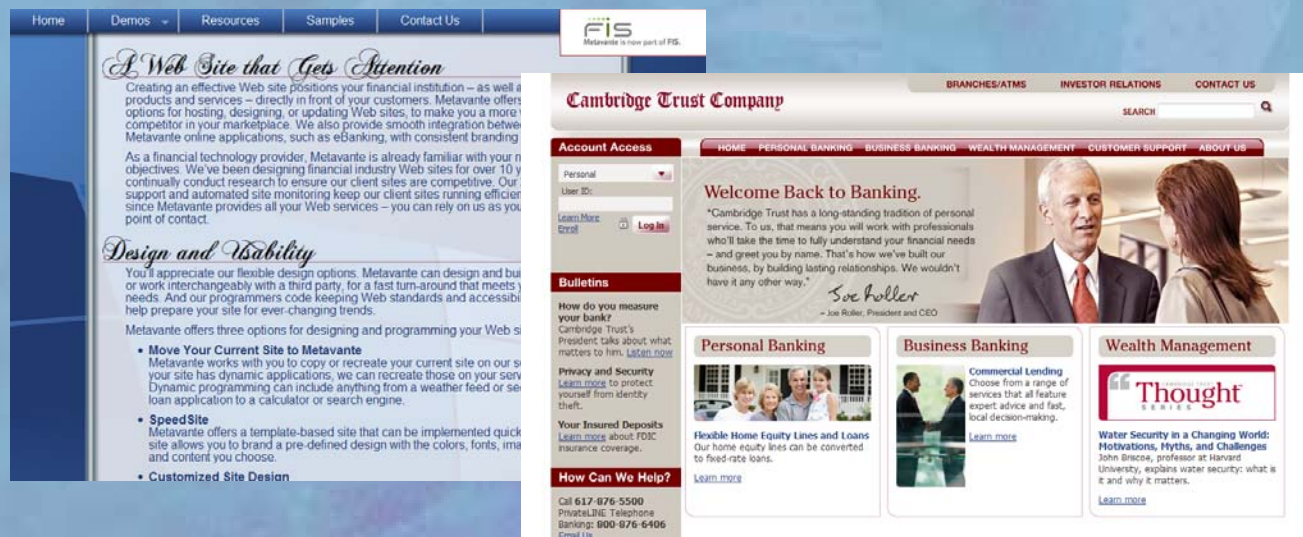 Home Demos Resources Samples Contact Us
FIS
Metavante is now part of FIS.
A Web Site that Gets Attention
Creating an effective Web site positions your financial institution – as well a
products and services – directly in front of your customers. Metavante offers
options for hosting, designing, or updating Web sites, to make you a more
competitor in your marketplace. We also provide smooth integration betwee
Metavante online applications, such as eBanking, with consistent branding
As a financial technology provider, Metavante is already familiar with your n
objectives. We've been designing financial industry Web sites for over 10 y
continually conduct research to ensure our client sites are competitive. Our
support and automated site monitoring keep our client sites running efficien
since Metavante provides all your Web services – you can rely on us as you
point of contact.
Design and Usability
You'll appreciate our flexible design options. Metavante can design and bui
or work interchangeably with a third party, for a fast turn-around that meets y
needs. And our programmers code keeping Web standards and accessibi
help prepare your site for ever-changing trends.
Metavante offers three options for designing and programming your Web si
• Move Your Current Site to Metavante
Metavante works with you to copy or recreate your current site on our s
your site has dynamic applications, we can recreate those on your serv
Dynamic programming can include anything from a weather feed or se
loan application to a calculator or search engine.
• SpeedSite
Metavante offers a template-based site that can be implemented quick
site allows you to brand a pre-defined design with the colors, fonts, ima
and content you choose.
• Customized Site Design
Cambridge Trust Company
BRANCHES/ATMS INVESTOR RELATIONS CONTACT US
SEARCH
Account Access
HOME PERSONAL BANKING BUSINESS BANKING WEALTH MANAGEMENT CUSTOMER SUPPORT ABOUT US
Personal
User ID:
Learn More
Enroll
Log In
Welcome Back to Banking.
"Cambridge Trust has a long-standing tradition of personal
service. To us, that means you will work with professionals
who'll take the time to fully understand your financial needs
– and greet you by name. That's how we've built our
business, by building lasting relationships. We wouldn't
have it any other way."
Joe Roller
– Joe Roller, President and CEO
Bulletins
How do you measure
your bank?
Cambridge Trust's
President talks about what
matters to him. Listen now
Privacy and Security
Learn more to protect
yourself from identity
theft.
Your Insured Deposits
Learn more about FDIC
insurance coverage.
How Can We Help?
Call 617-876-5500
PrivateLINE Telephone
Banking: 800-876-6406
Email Us
Personal Banking
Flexible Home Equity Lines and Loans
Our home equity lines can be converted
to fixed-rate loans.
Learn more
Business Banking
Commercial Lending
Choose from a range of
services that all feature
expert advice and fast,
local decision-making.
Learn more
Wealth Management
CAMBRIDGE TRUST
Thought
SERIES
Water Security in a Changing World:
Motivations, Myths, and Challenges
John Briscoe, professor at Harvard
University, explains water security: what is
it and why it matters.
Learn more